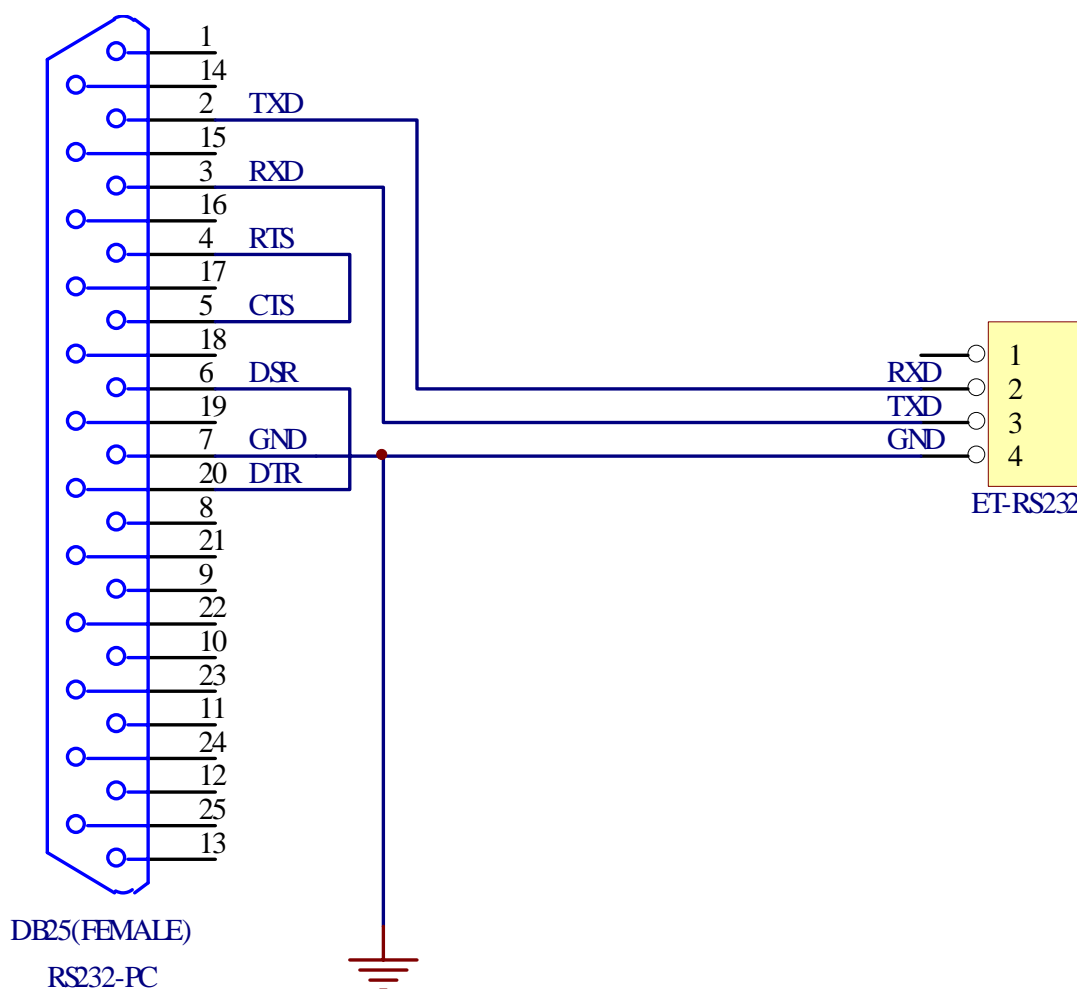 1
14
2 TXD
15
3 RXD
16
4 RTS
17
5 CTS
18
6 DSR
19
7 GND
20 DTR
8
21
9
22
10
23
11
24
12
25
13
DB25(FEMALE)
RS232-PC
1
RXD 2
TXD 3
GND 4
ET-RS232